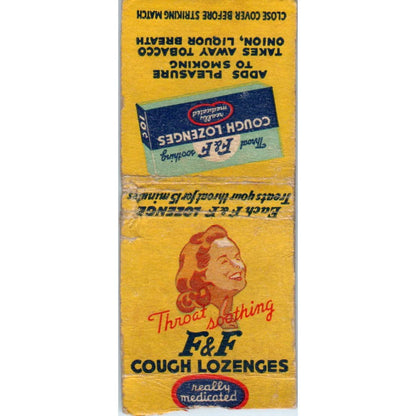 CLOSE COVER BEFORE STRIKING MATCH
ADDS PLEASURE
TO SMOKING
TAKES AWAY TOBACCO
ONION, LIQUOR BREATH
Throat F&F soothing
COUGH LOZENGES
really
medicated
10¢
Each F&F LOZENGE
Treats your throat for 15 minutes
Throat soothing
F&F
COUGH LOZENGES
really
medicated